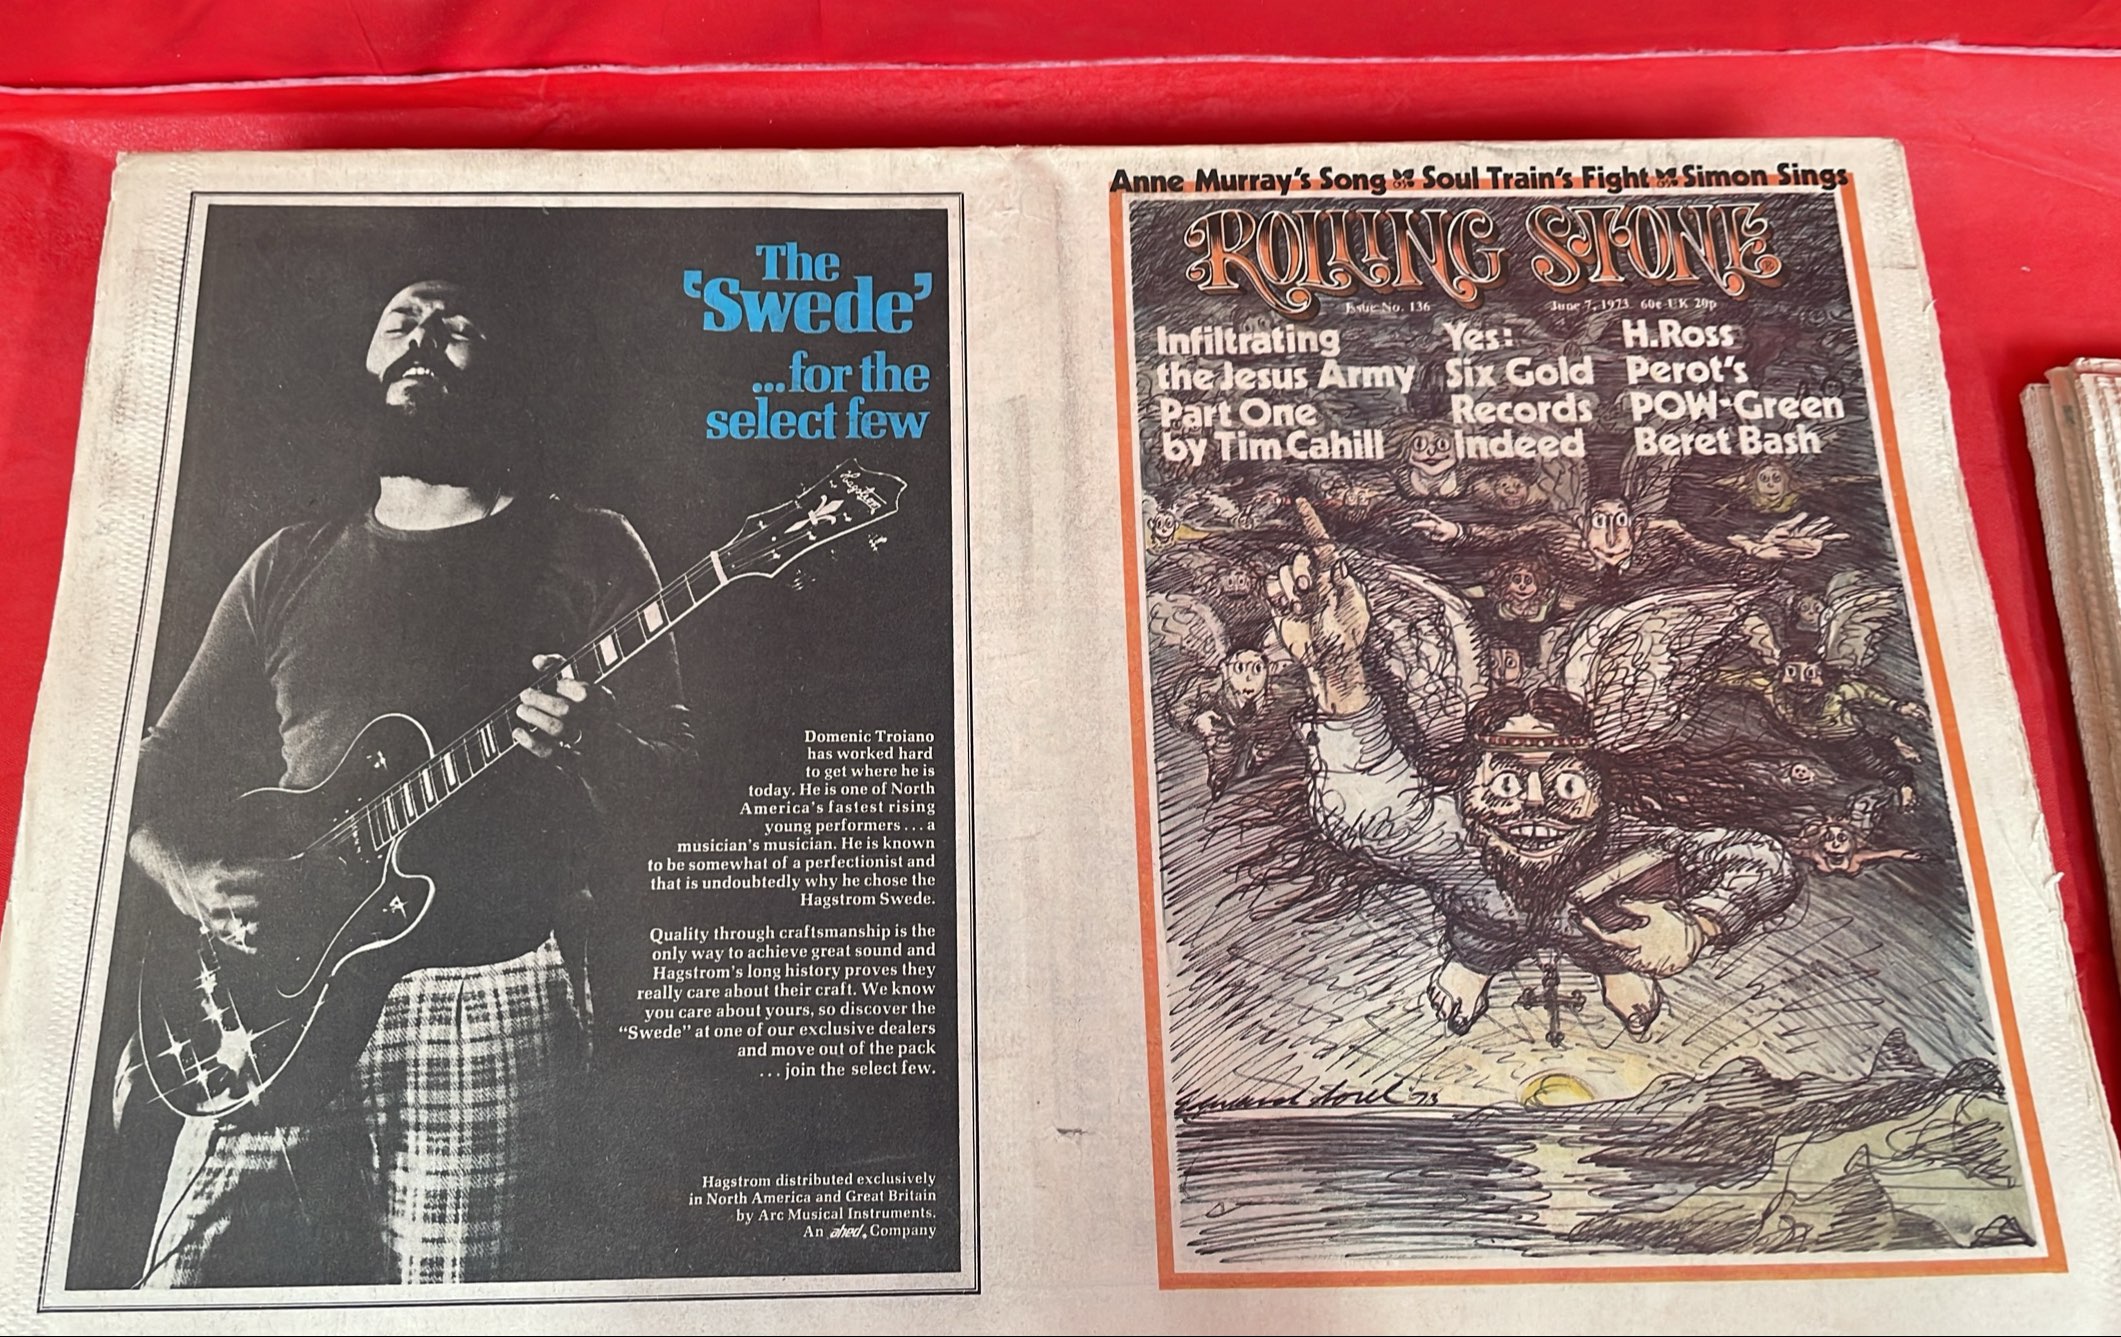 The
‘Swede’
...for the
select few
Hagstrom
Domenic Troiano
has worked hard
to get where he is
today. He is one of North
America's fastest rising
young performers . . . a
musician's musician. He is known
to be somewhat of a perfectionist and
that is undoubtedly why he chose the
Hagstrom Swede.
Quality through craftsmanship is the
only way to achieve great sound and
Hagstrom's long history proves they
really care about their craft. We know
you care about yours, so discover the
“Swede” at one of our exclusive dealers
and move out of the pack
. . . join the select few.
Hagstrom distributed exclusively
in North America and Great Britain
by Arc Musical Instruments.
An ahed. Company
Anne Murray's Song Soul Train's Fight Simon Sings
ROLLING STONE®
Issue No. 136 June 7, 1973 60¢ UK 20p
Infiltrating
the Jesus Army
Part One
by Tim Cahill
Yes:
Six Gold
Records
Indeed
H.Ross
Perot's
POW-Green
Beret Bash
Edward Sorel '73